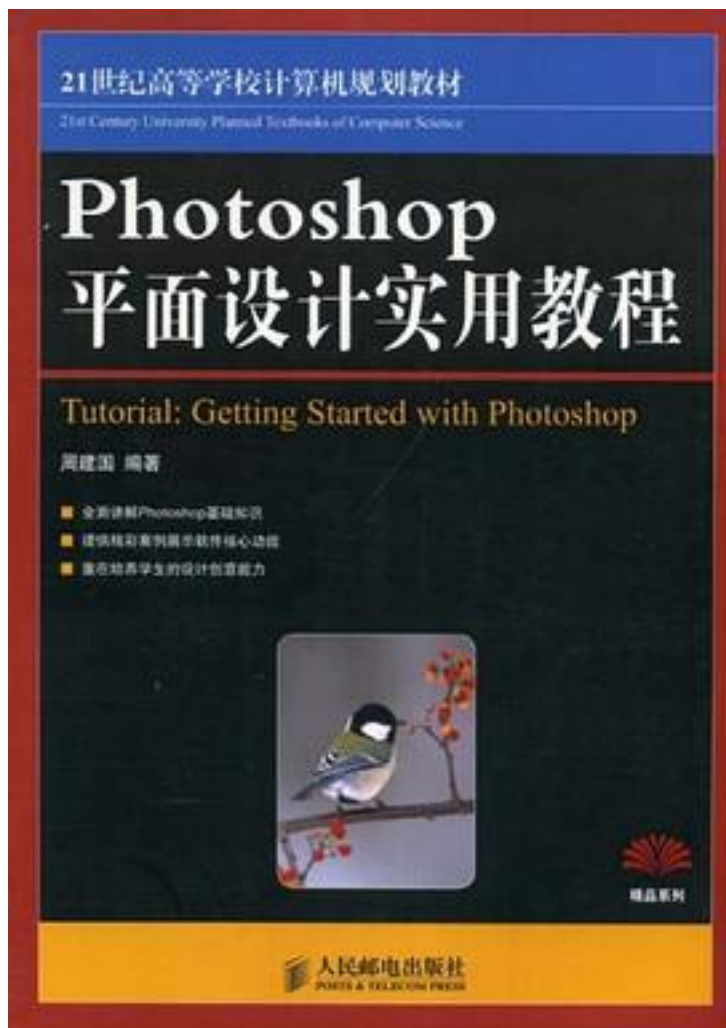 21世纪高等学校计算机规划教材
21st Century University Planned Textbooks of Computer Science
Photoshop
平面设计实用教程
Tutorial: Getting Started with Photoshop
周建国 编著
全面讲解Photoshop基础知识
提供精彩案例展示软件核心功能
重在培养学生的设计创意能力
精品系列
人民邮电出版社
POSTS & TELECOM PRESS